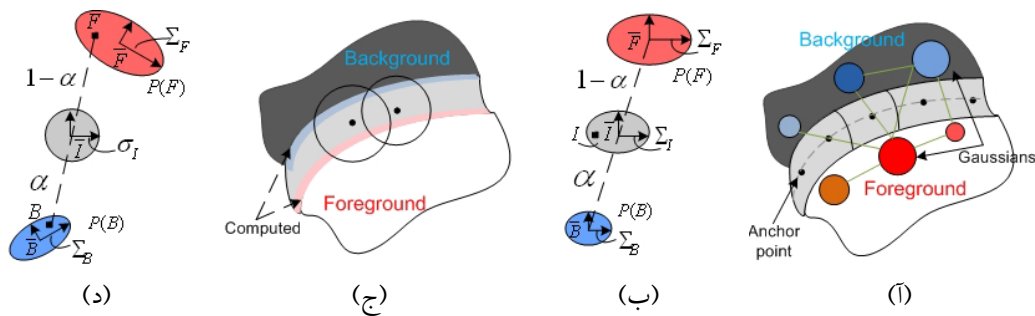 F
F̄
Σ_F
P(F)
1-α
Ī
σ_I
α
B
P(B)
B̄
Σ_B
(د)
Background
Foreground
Computed
(ج)
F̄
Σ_F
P(F)
1-α
I
Ī
Σ_I
α
P(B)
B̄
Σ_B
(ب)
Background
Gaussians
Foreground
Anchor
point
(آ)